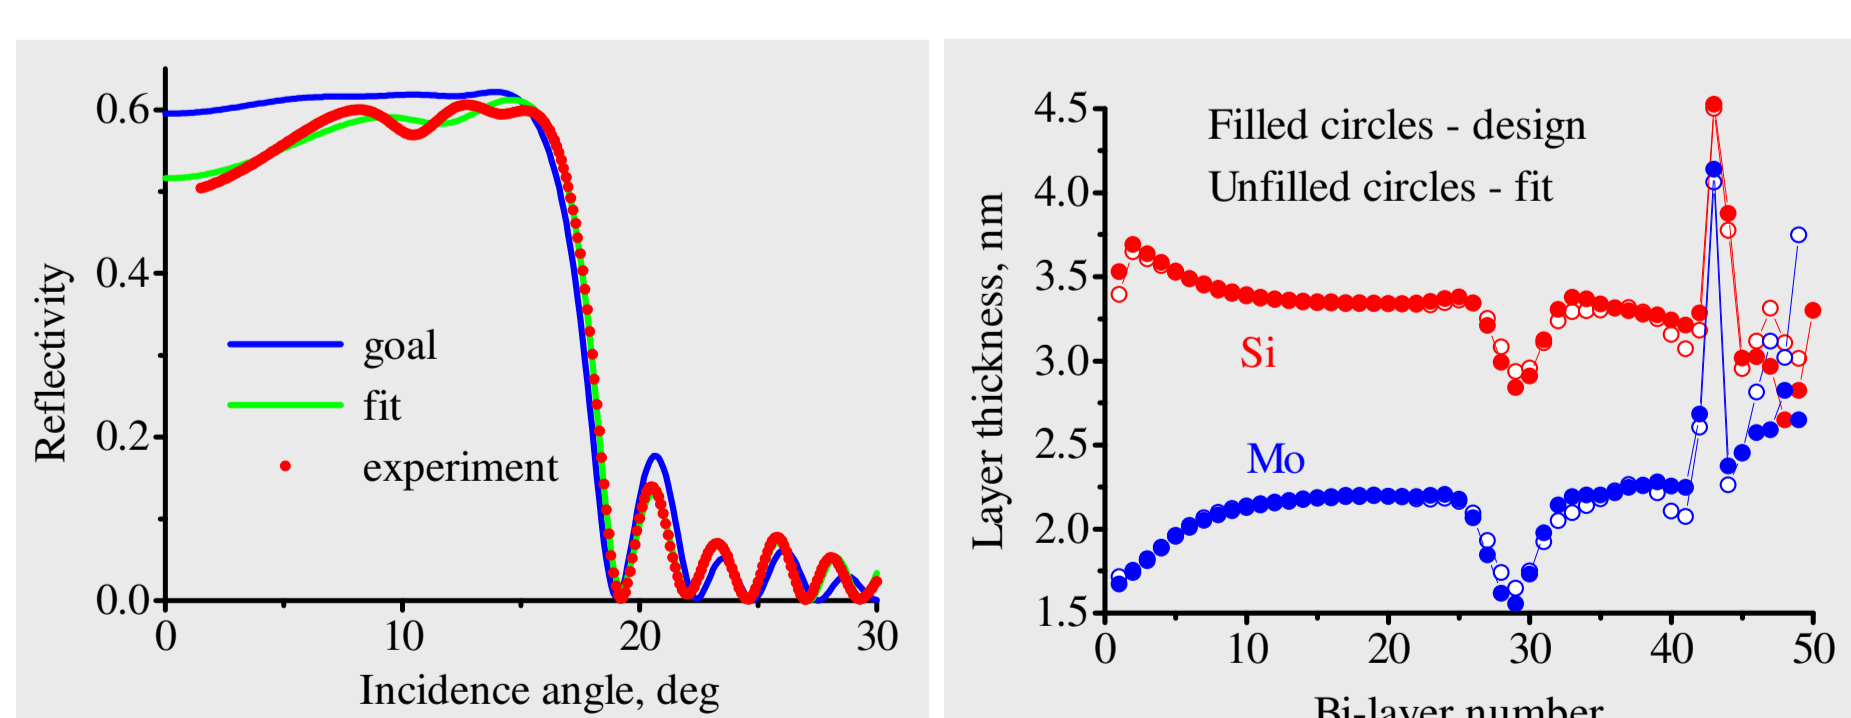 0.6
0.4
0.2
0.0
Reflectivity
goal
fit
experiment
0 10 20 30
Incidence angle, deg
4.5
4.0
3.5
3.0
2.5
2.0
1.5
Layer thickness, nm
Filled circles - design
Unfilled circles - fit
Si
Mo
0 10 20 30 40 50
Bi-layer number